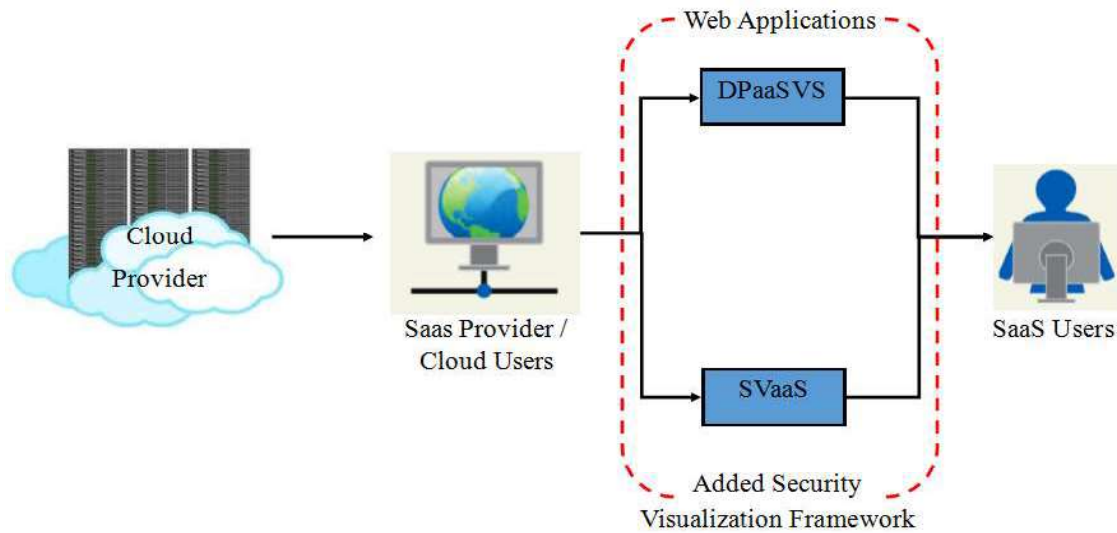 Web Applications
DPaaSVS
Cloud
Provider
Saas Provider /
Cloud Users
SaaS Users
SVaaS
Added Security
Visualization Framework